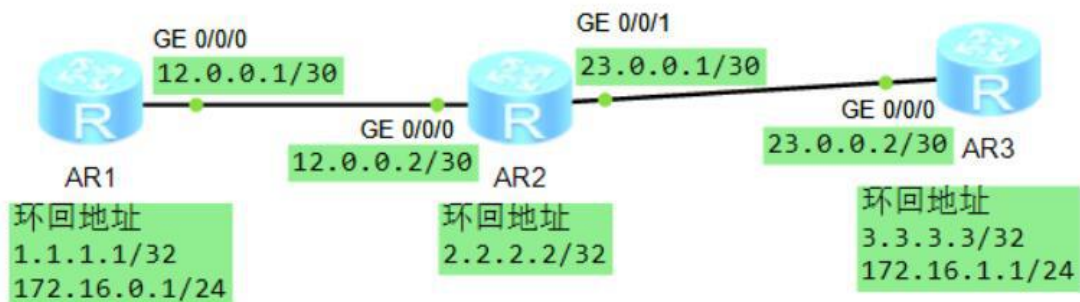 GE 0/0/0
12.0.0.1/30
GE 0/0/1
23.0.0.1/30
R
R
R
GE 0/0/0
12.0.0.2/30
GE 0/0/0
23.0.0.2/30
AR1
AR2
AR3
环回地址
1.1.1.1/32
172.16.0.1/24
环回地址
2.2.2.2/32
环回地址
3.3.3.3/32
172.16.1.1/24